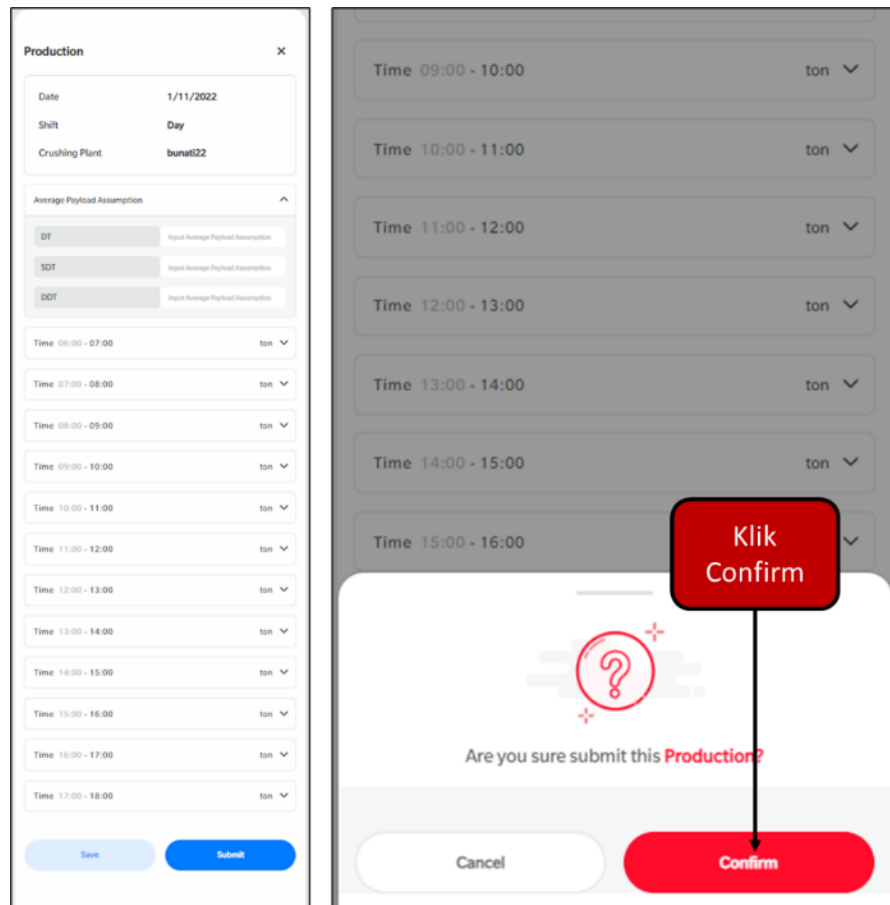 Production ×
Date 1/11/2022
Shift Day
Crushing Plant bunati22
Average Payload Assumption
DT Input Average Payload Assumption
SDT Input Average Payload Assumption
DDT Input Average Payload Assumption
Time 06:00 - 07:00 ton
Time 07:00 - 08:00 ton
Time 08:00 - 09:00 ton
Time 09:00 - 10:00 ton
Time 10:00 - 11:00 ton
Time 11:00 - 12:00 ton
Time 12:00 - 13:00 ton
Time 13:00 - 14:00 ton
Time 14:00 - 15:00 ton
Time 15:00 - 16:00 ton
Time 16:00 - 17:00 ton
Time 17:00 - 18:00 ton
Save Submit
Time 09:00 - 10:00 ton
Time 10:00 - 11:00 ton
Time 11:00 - 12:00 ton
Time 12:00 - 13:00 ton
Time 13:00 - 14:00 ton
Time 14:00 - 15:00 ton
Time 15:00 - 16:00
Klik
Confirm
?
Are you sure submit this Production?
Cancel Confirm